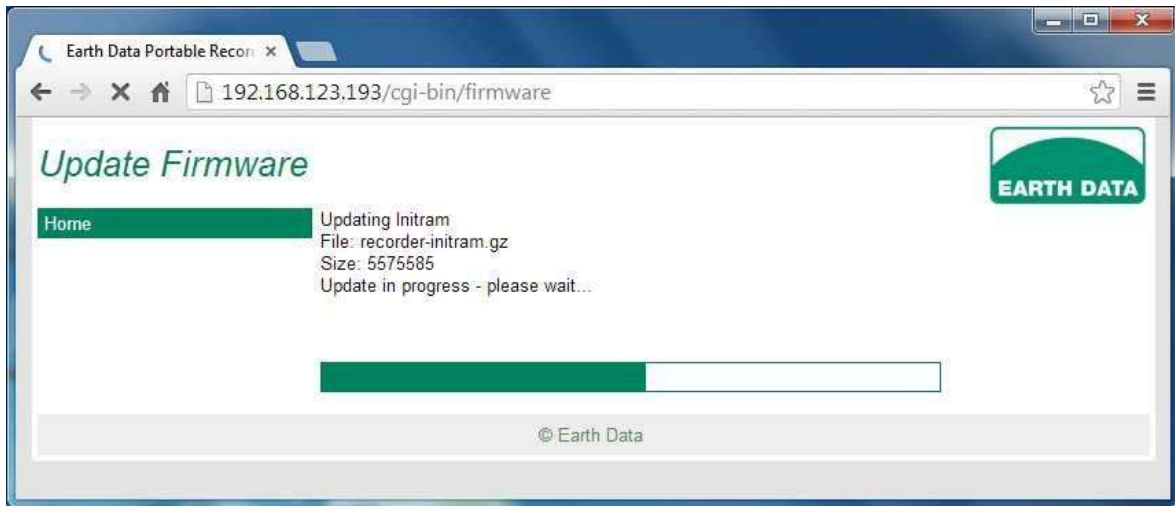 Earth Data Portable Recor
192.168.123.193/cgi-bin/firmware
Update Firmware
EARTH DATA
Home
Updating Initram
File: recorder-initram.gz
Size: 5575585
Update in progress - please wait...
© Earth Data